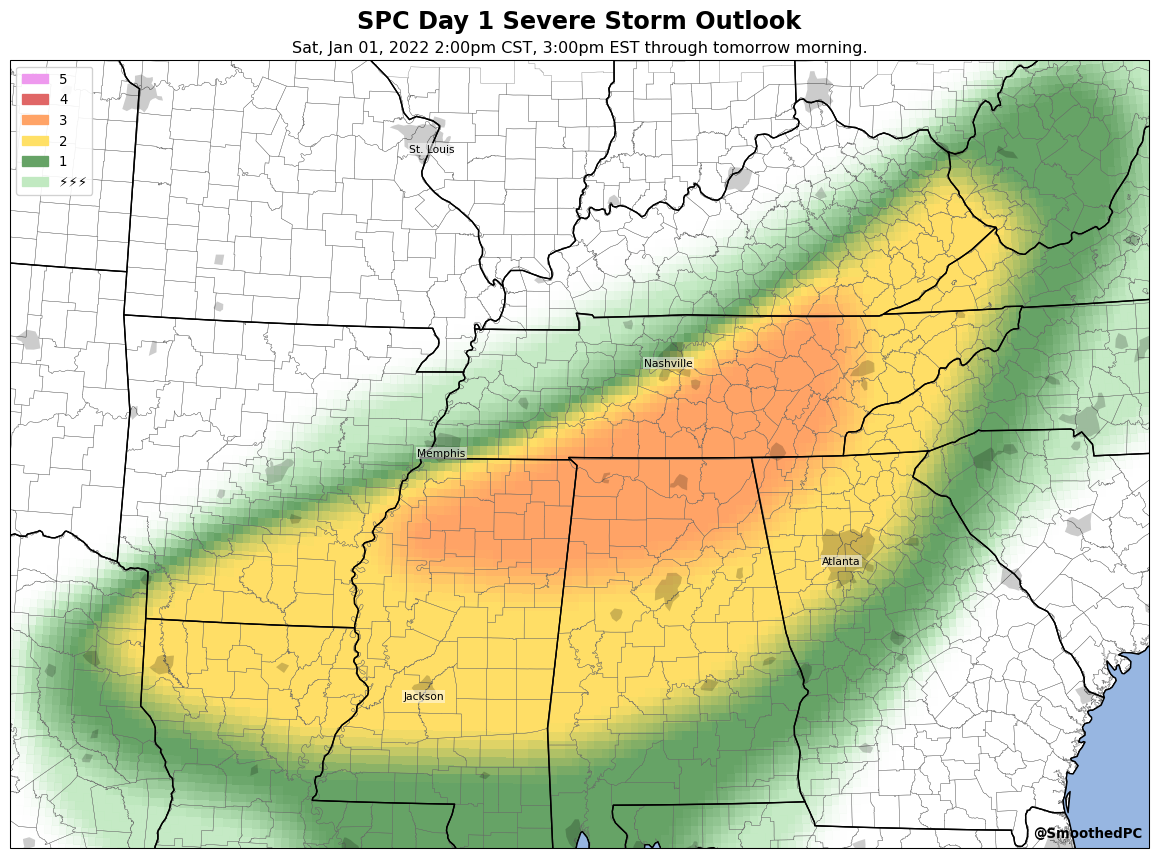 SPC Day 1 Severe Storm Outlook
Sat, Jan 01, 2022 2:00pm CST, 3:00pm EST through tomorrow morning.
5
4
3
2
1
⚡⚡⚡
St. Louis
Nashville
Memphis
Atlanta
Jackson
@SmoothedPC